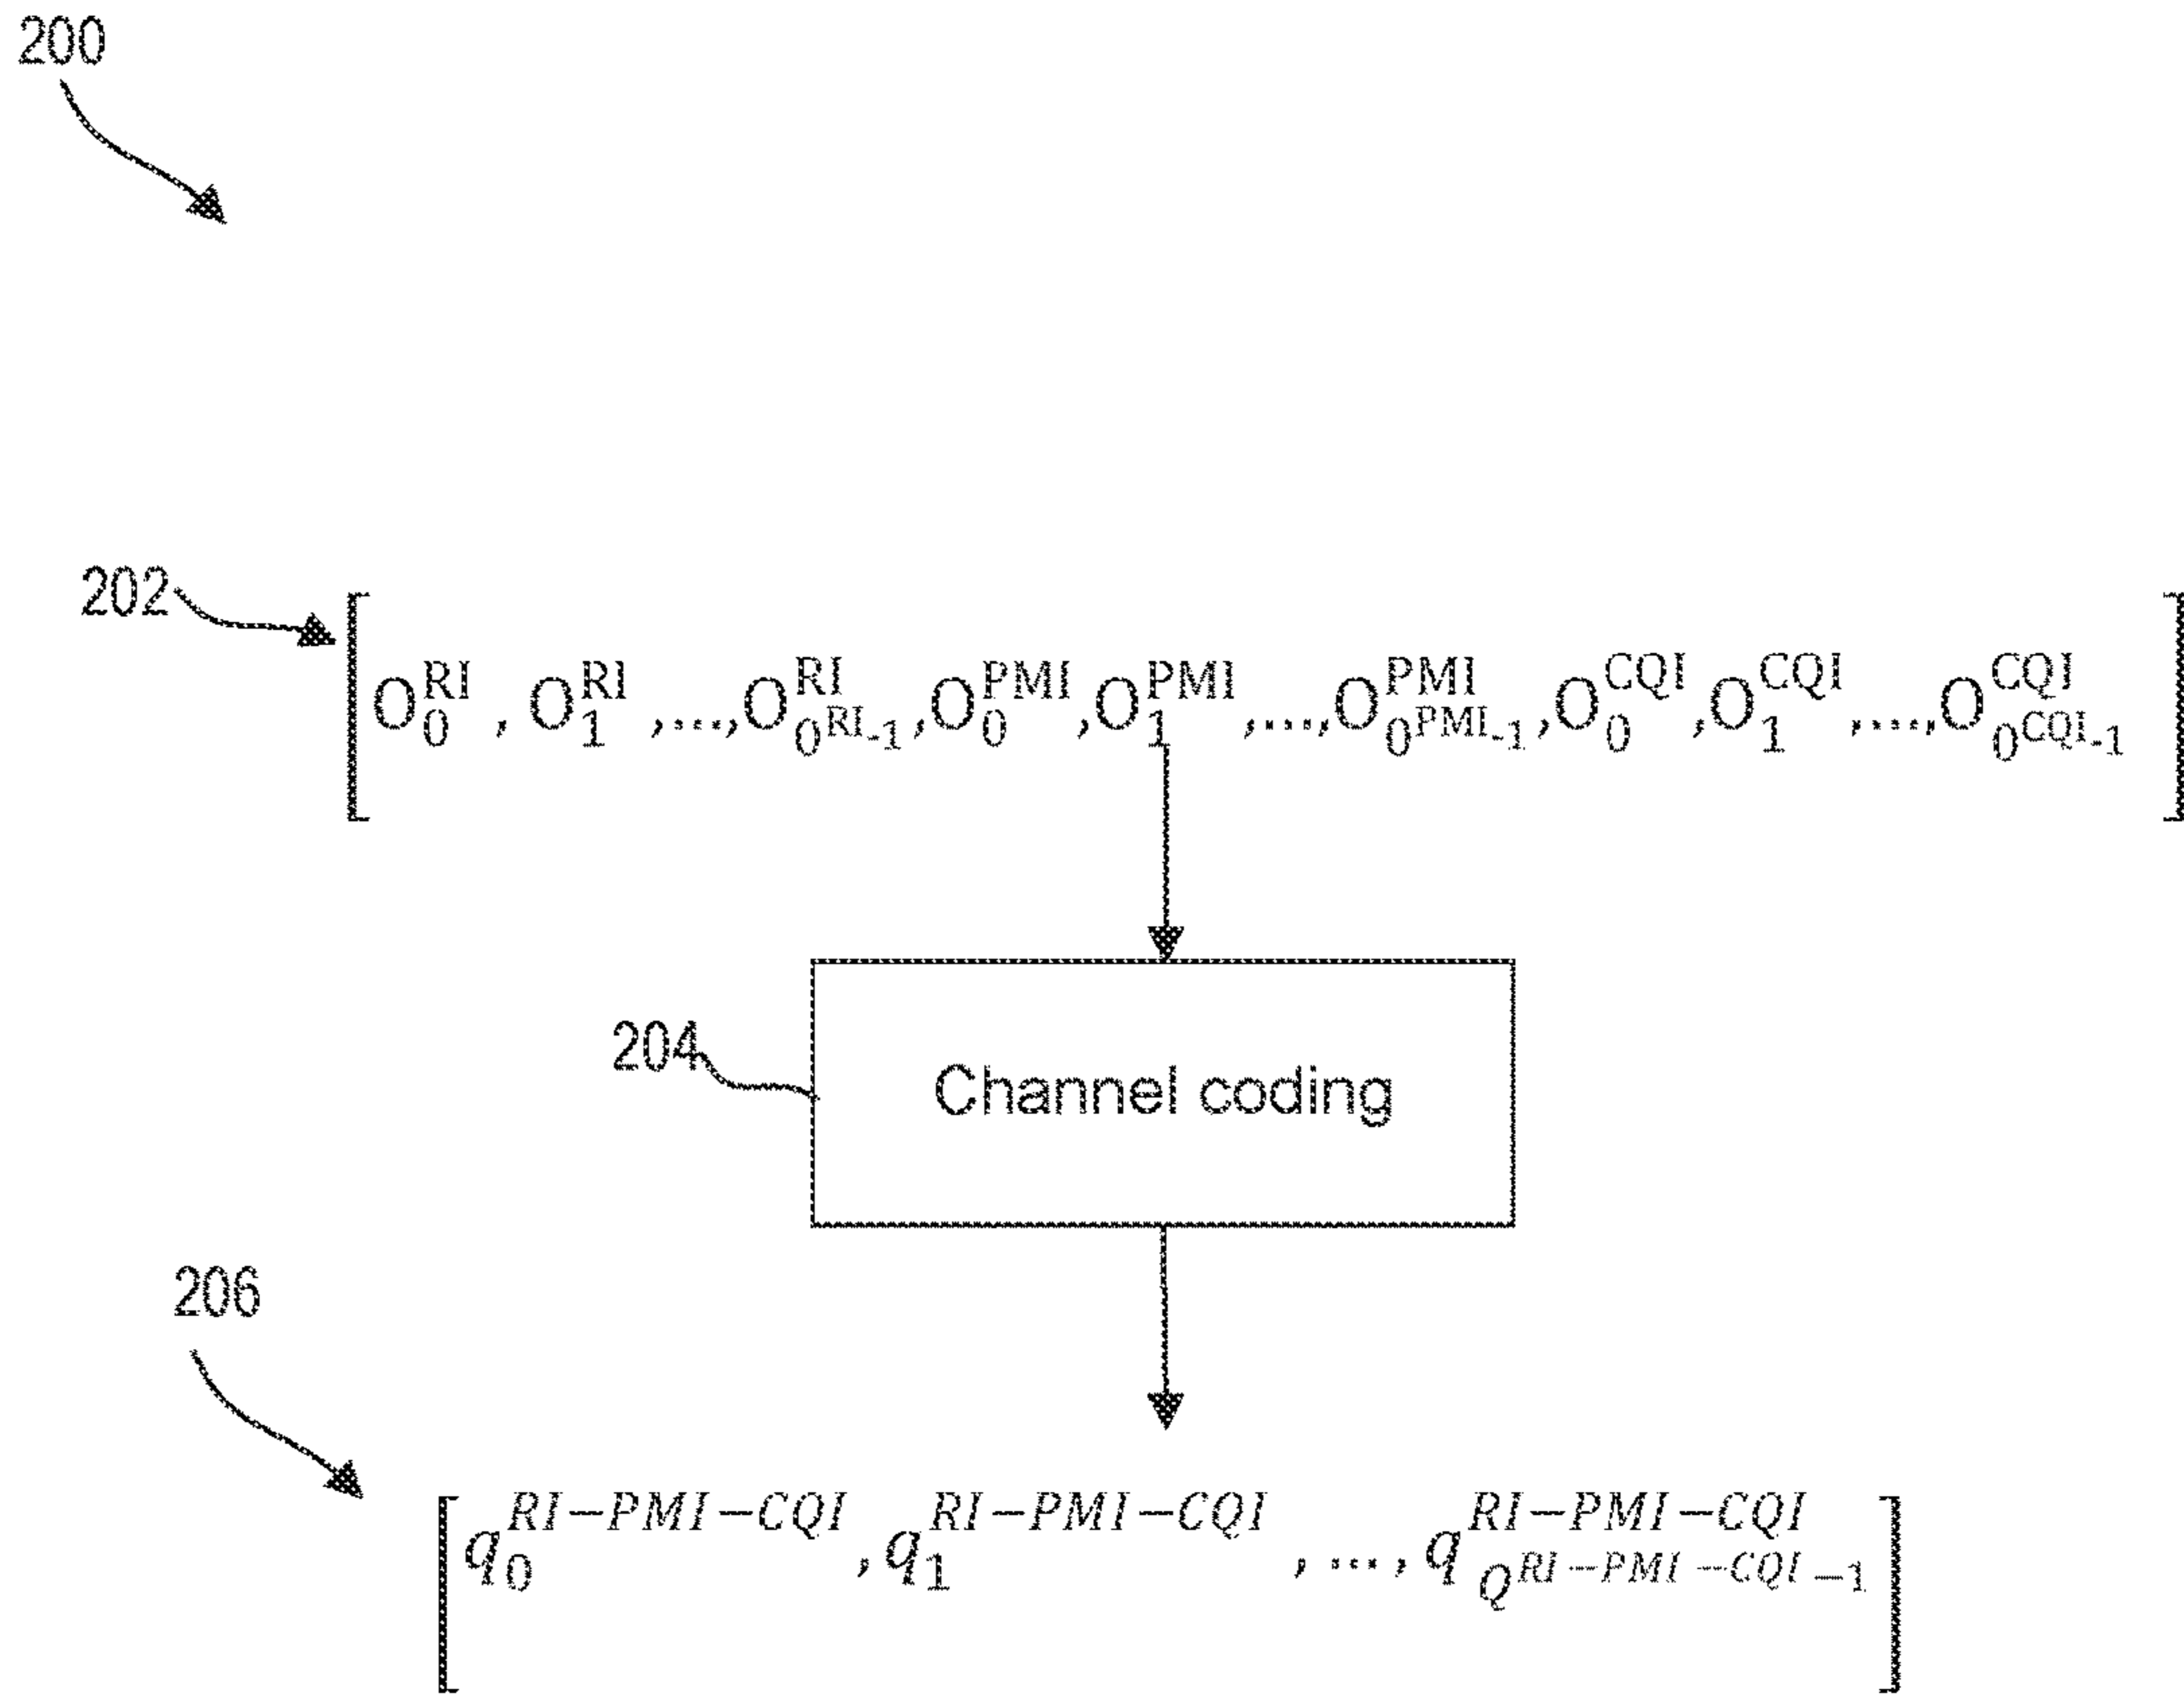 200
202
[O_0^RI , O_1^RI ,...,O_{0^RI-1}^RI ,O_0^PMI ,O_1^PMI ,...,O_{0^PMI-1}^PMI ,O_0^CQI ,O_1^CQI ,...,O_{0^CQI-1}^CQI ]
204
Channel coding
206
[q_0^{RI−PMI−CQI} ,q_1^{RI−PMI−CQI} , ... , q_{Q^{RI−PMI−CQI}−1}^{RI−PMI−CQI} ]